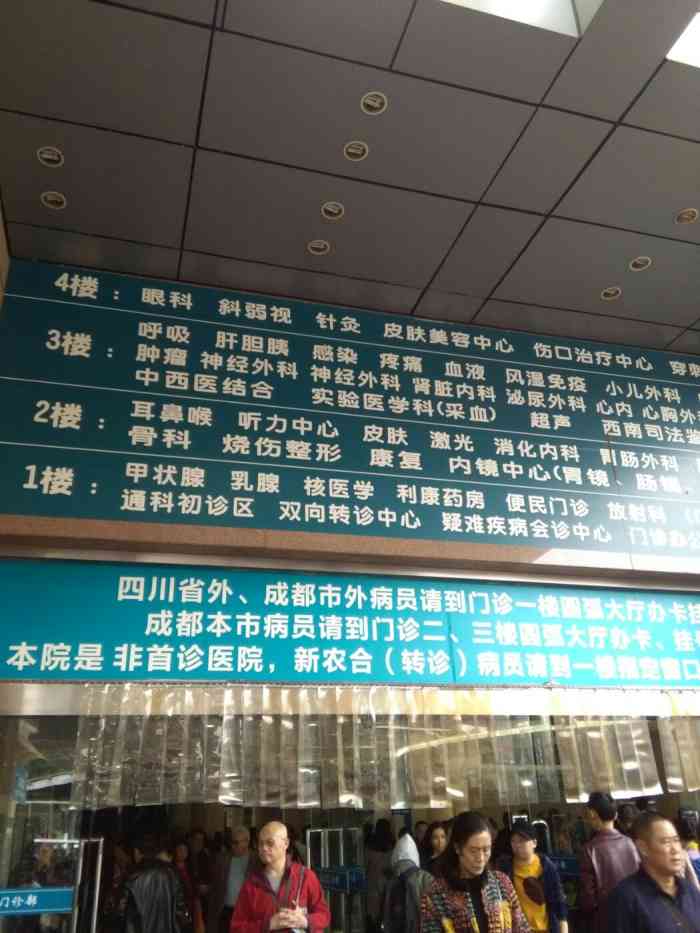 4楼： 眼科 斜弱视 针灸 皮肤美容中心 伤口治疗中心 穿刺
3楼： 呼吸 肝胆胰 感染 疼痛 血液 风湿免疫 小儿外科
肿瘤 神经外科 神经外科 肾脏内科 泌尿外科 心内 心胸外
中西医结合 实验医学科(采血) 超声 西南司法
2楼： 耳鼻喉 听力中心 皮肤 激光 消化内科 胃肠外科
骨科 烧伤整形 康复 内镜中心(胃镜、肠镜
1楼： 甲状腺 乳腺 核医学 利康药房 便民门诊 放射科
通科初诊区 双向转诊中心 疑难疾病会诊中心 门诊办公
四川省外、成都市外病员请到门诊一楼 大厅办卡
成都本市病员请到门诊二、三楼 大厅办卡、挂
本院是 非首诊医院，新农合（转诊）病员请到一楼指定窗口
门诊部